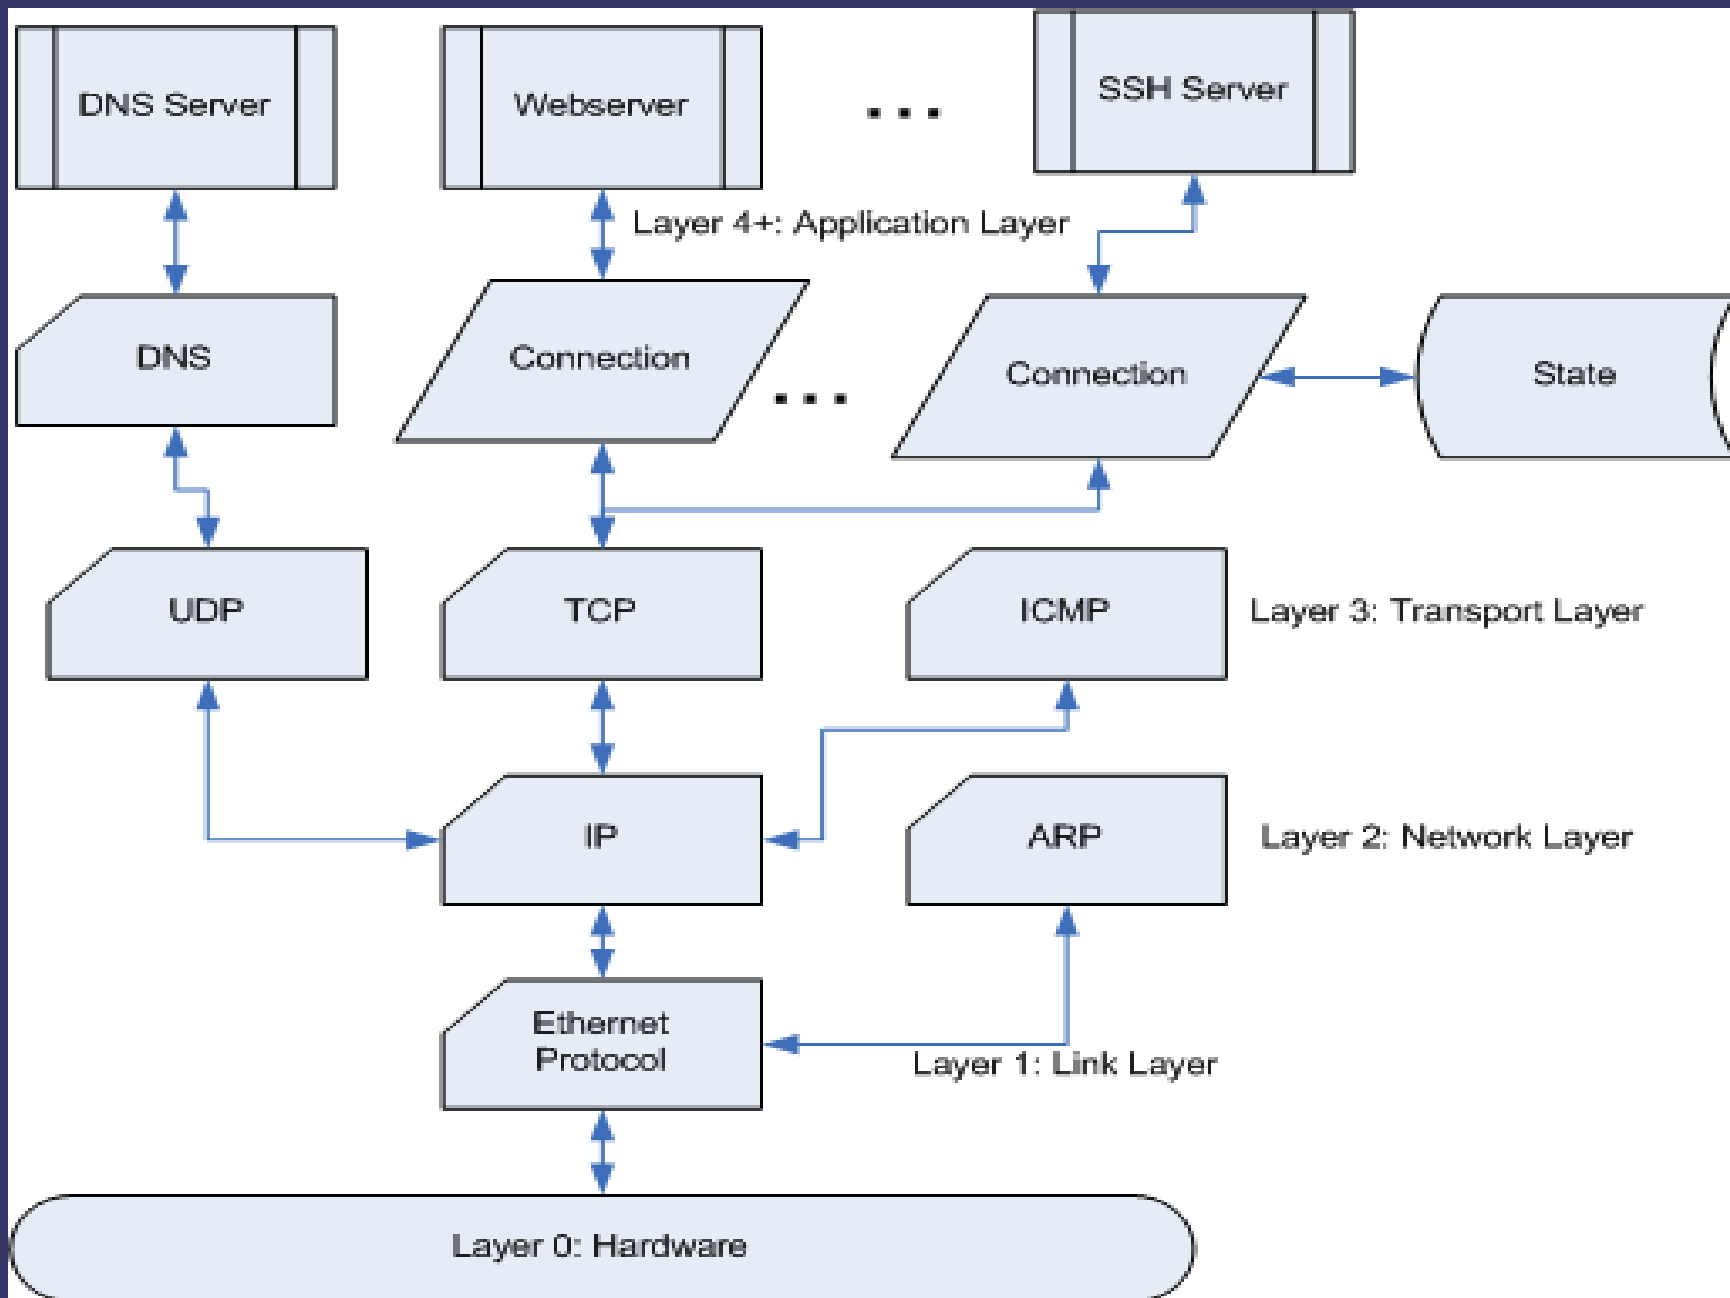 DNS Server
Webserver
...
SSH Server
Layer 4+: Application Layer
DNS
Connection
...
Connection
State
UDP
TCP
ICMP
Layer 3: Transport Layer
IP
ARP
Layer 2: Network Layer
Ethernet
Protocol
Layer 1: Link Layer
Layer 0: Hardware